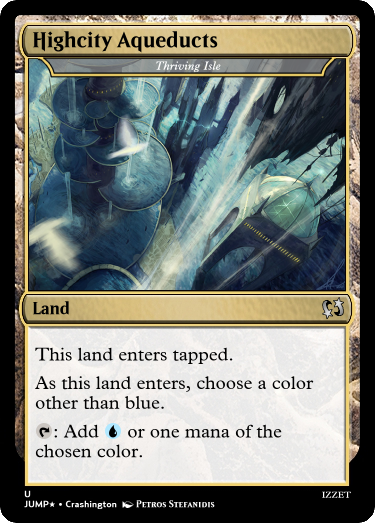 Highcity Aqueducts
Thriving Isle
Land
This land enters tapped.
As this land enters, choose a color
other than blue.
: Add or one mana of the
chosen color.
U
IZZET
JUMP★ • Crashington Petros Stefanidis